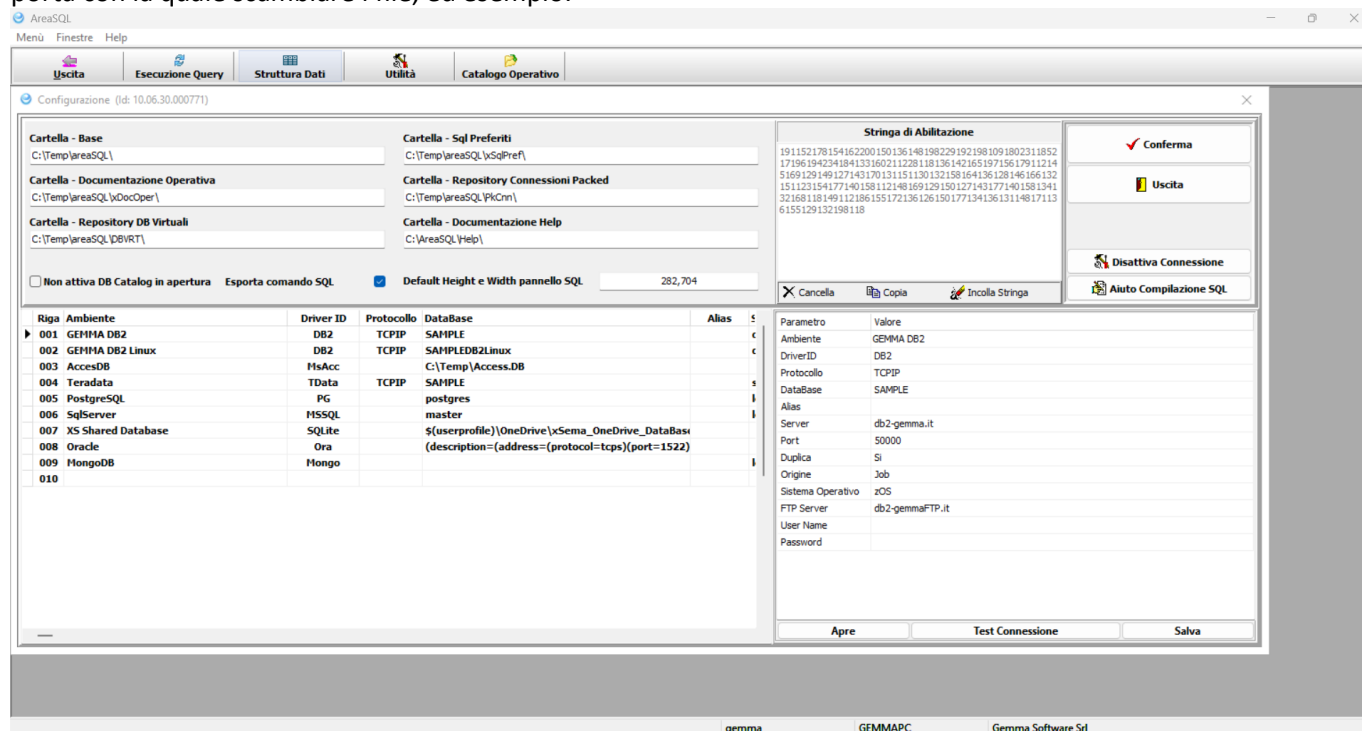 AreaSQL
Menù Finestre Help
Uscita Esecuzione Query Struttura Dati Utilità Catalogo Operativo
Configurazione (Id: 10.06.30.000771)
Cartella - Base
C:\Temp\areaSQL\
Cartella - Documentazione Operativa
C:\Temp\areaSQL\xDocOper\
Cartella - Repository DB Virtuali
C:\Temp\areaSQL\DBVRT\
Cartella - Sql Preferiti
C:\Temp\areaSQL\xSqlPref\
Cartella - Repository Connessioni Packed
C:\Temp\areaSQL\PkCnn\
Cartella - Documentazione Help
C:\AreaSQL\Help\
Non attiva DB Catalog in apertura Esporta comando SQL Default Height e Width pannello SQL 282,704
Stringa di Abilitazione
Cancella Copia Incolla Stringa
Conferma
Uscita
Disattiva Connessione
Aiuto Compilazione SQL
Riga Ambiente Driver ID Protocollo DataBase Alias
001 GEMMA DB2 DB2 TCPIP SAMPLE
002 GEMMA DB2 Linux DB2 TCPIP SAMPLEDB2Linux
003 AccesDB MsAcc C:\Temp\Access.DB
004 Teradata TData TCPIP SAMPLE
005 PostgreSQL PG postgres
006 SqlServer MSSQL master
007 XS Shared Database SQLite $(userprofile)\OneDrive\xSema_OneDrive_DataBas
008 Oracle Ora (description=(address=(protocol=tcps)(port=1522)
009 MongoDB Mongo
010
Parametro Valore
Ambiente GEMMA DB2
DriverID DB2
Protocollo TCPIP
DataBase SAMPLE
Alias
Server db2-gemma.it
Port 50000
Duplica Si
Origine Job
Sistema Operativo zOS
FTP Server db2-gemmaFTP.it
User Name
Password
Apre Test Connessione Salva
gemma GEMMAPC Gemma Software Srl